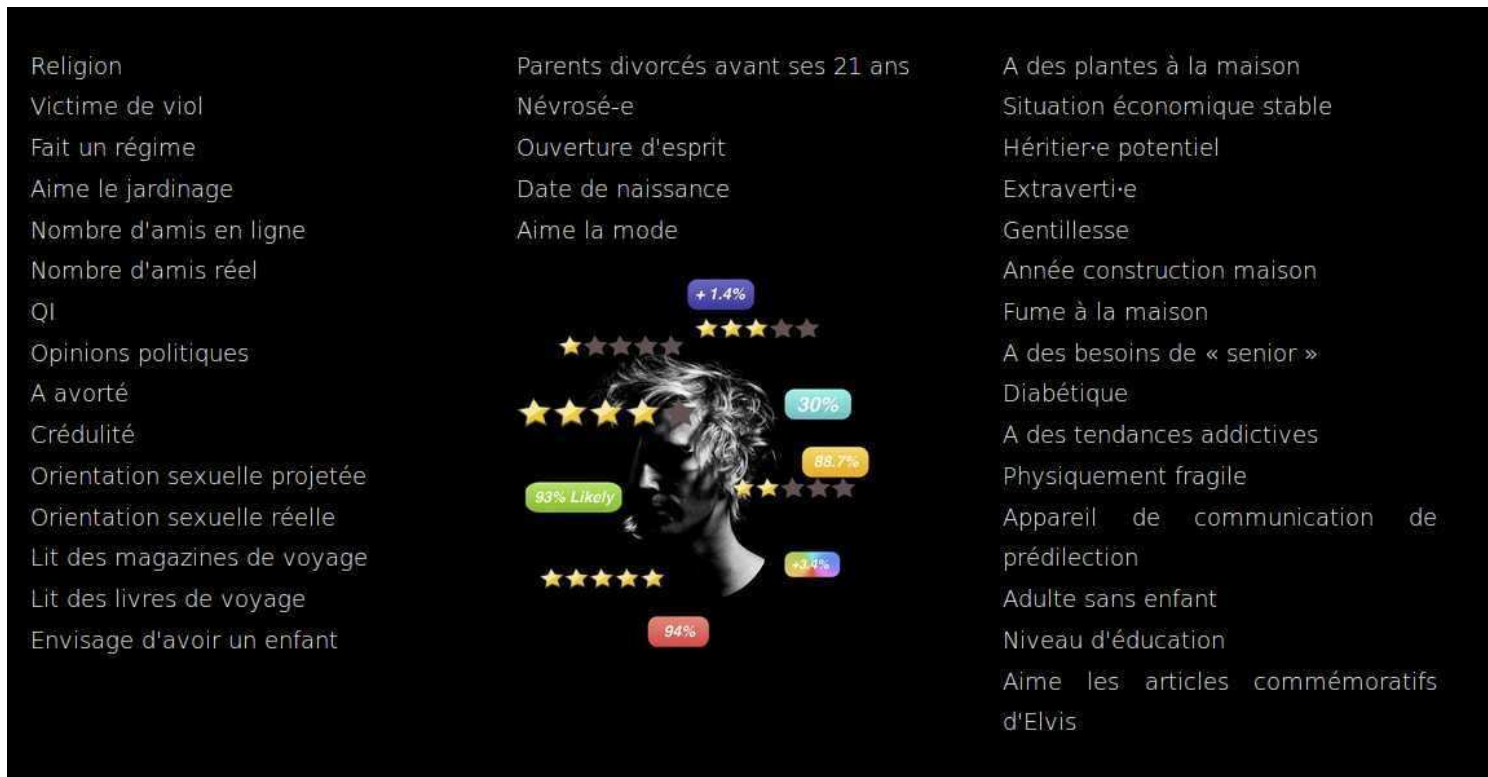 Religion
Victime de viol
Fait un régime
Aime le jardinage
Nombre d'amis en ligne
Nombre d'amis réel
QI
Opinions politiques
A avorté
Crédulité
Orientation sexuelle projetée
Orientation sexuelle réelle
Lit des magazines de voyage
Lit des livres de voyage
Envisage d'avoir un enfant
Parents divorcés avant ses 21 ans
Névrosé-e
Ouverture d'esprit
Date de naissance
Aime la mode
+ 1.4%
30%
88.7%
93% Likely
+3.4%
94%
A des plantes à la maison
Situation économique stable
Héritier·e potentiel
Extraverti·e
Gentillesse
Année construction maison
Fume à la maison
A des besoins de « senior »
Diabétique
A des tendances addictives
Physiquement fragile
Appareil de communication de
prédilection
Adulte sans enfant
Niveau d'éducation
Aime les articles commémoratifs
d'Elvis